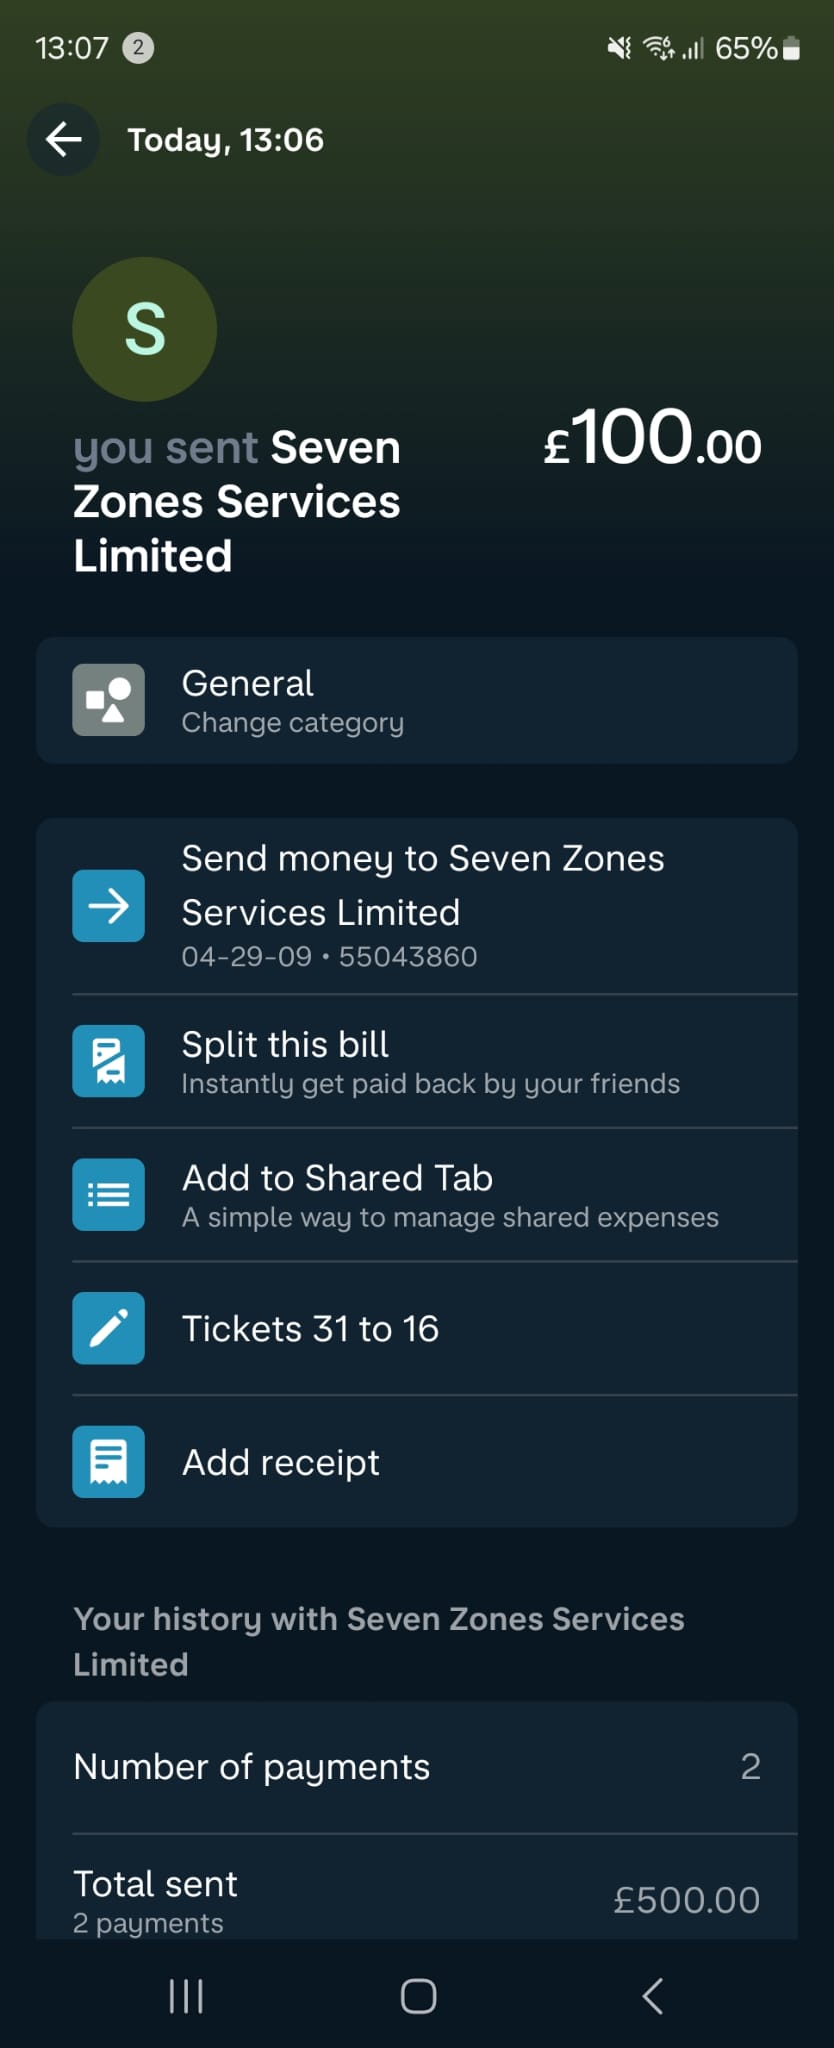 13:07 2 65%
Today, 13:06
S
you sent Seven £100.00
Zones Services
Limited
General
Change category
Send money to Seven Zones
Services Limited
04-29-09 • 55043860
Split this bill
Instantly get paid back by your friends
Add to Shared Tab
A simple way to manage shared expenses
Tickets 31 to 16
Add receipt
Your history with Seven Zones Services
Limited
Number of payments 2
Total sent £500.00
2 payments